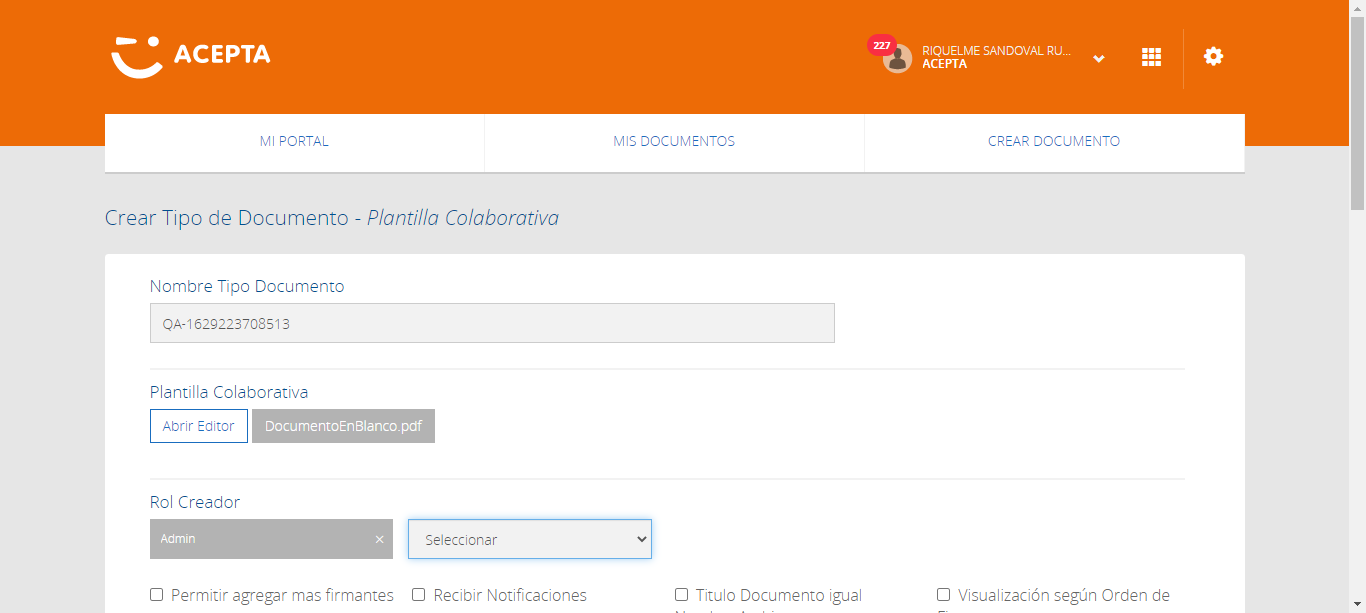 ACEPTA
227
RIQUELME SANDOVAL RU...
ACEPTA
MI PORTAL
MIS DOCUMENTOS
CREAR DOCUMENTO
Crear Tipo de Documento - Plantilla Colaborativa
Nombre Tipo Documento
QA-1629223708513
Plantilla Colaborativa
Abrir Editor
DocumentoEnBlanco.pdf
Rol Creador
Admin ×
Seleccionar
Permitir agregar mas firmantes
Recibir Notificaciones
Titulo Documento igual
Visualización según Orden de